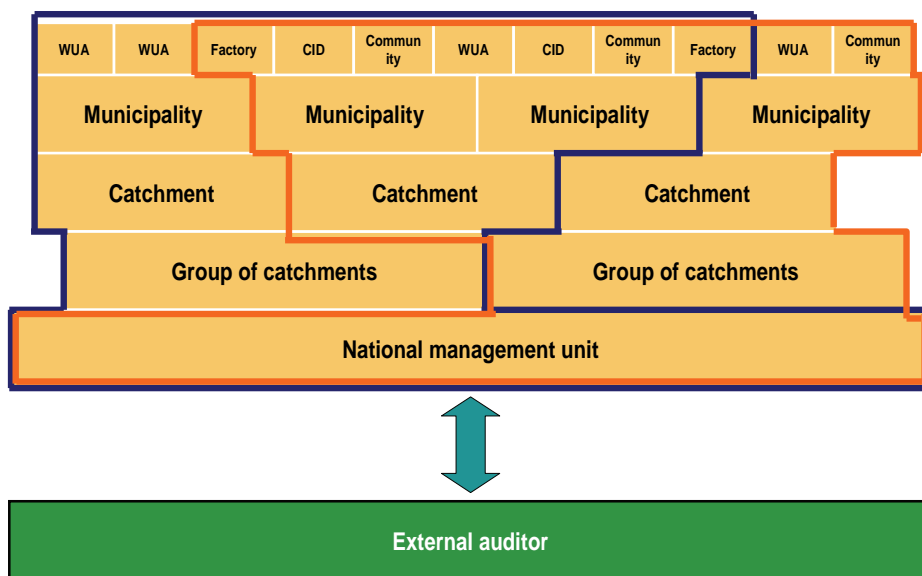 WUA WUA Factory CID Commun WUA CID Commun Factory WUA Commun
ity ity ity
Municipality Municipality Municipality Municipality
Catchment Catchment Catchment
Group of catchments Group of catchments
National management unit
External auditor